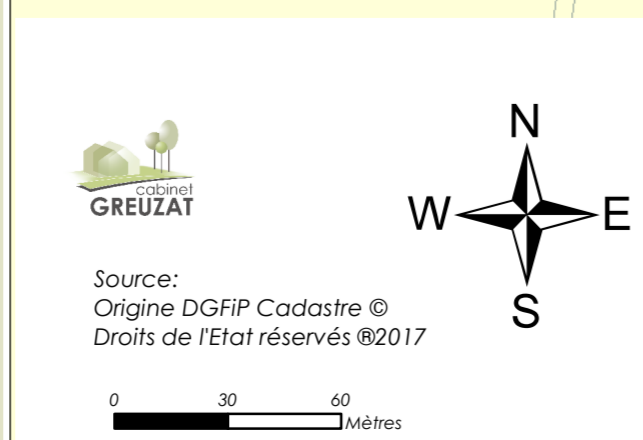 N
cabinet
GREUZAT
W E
S
Source:
Origine DGFiP Cadastre ©
Droits de l'Etat réservés ®2017
0 30 60
Mètres